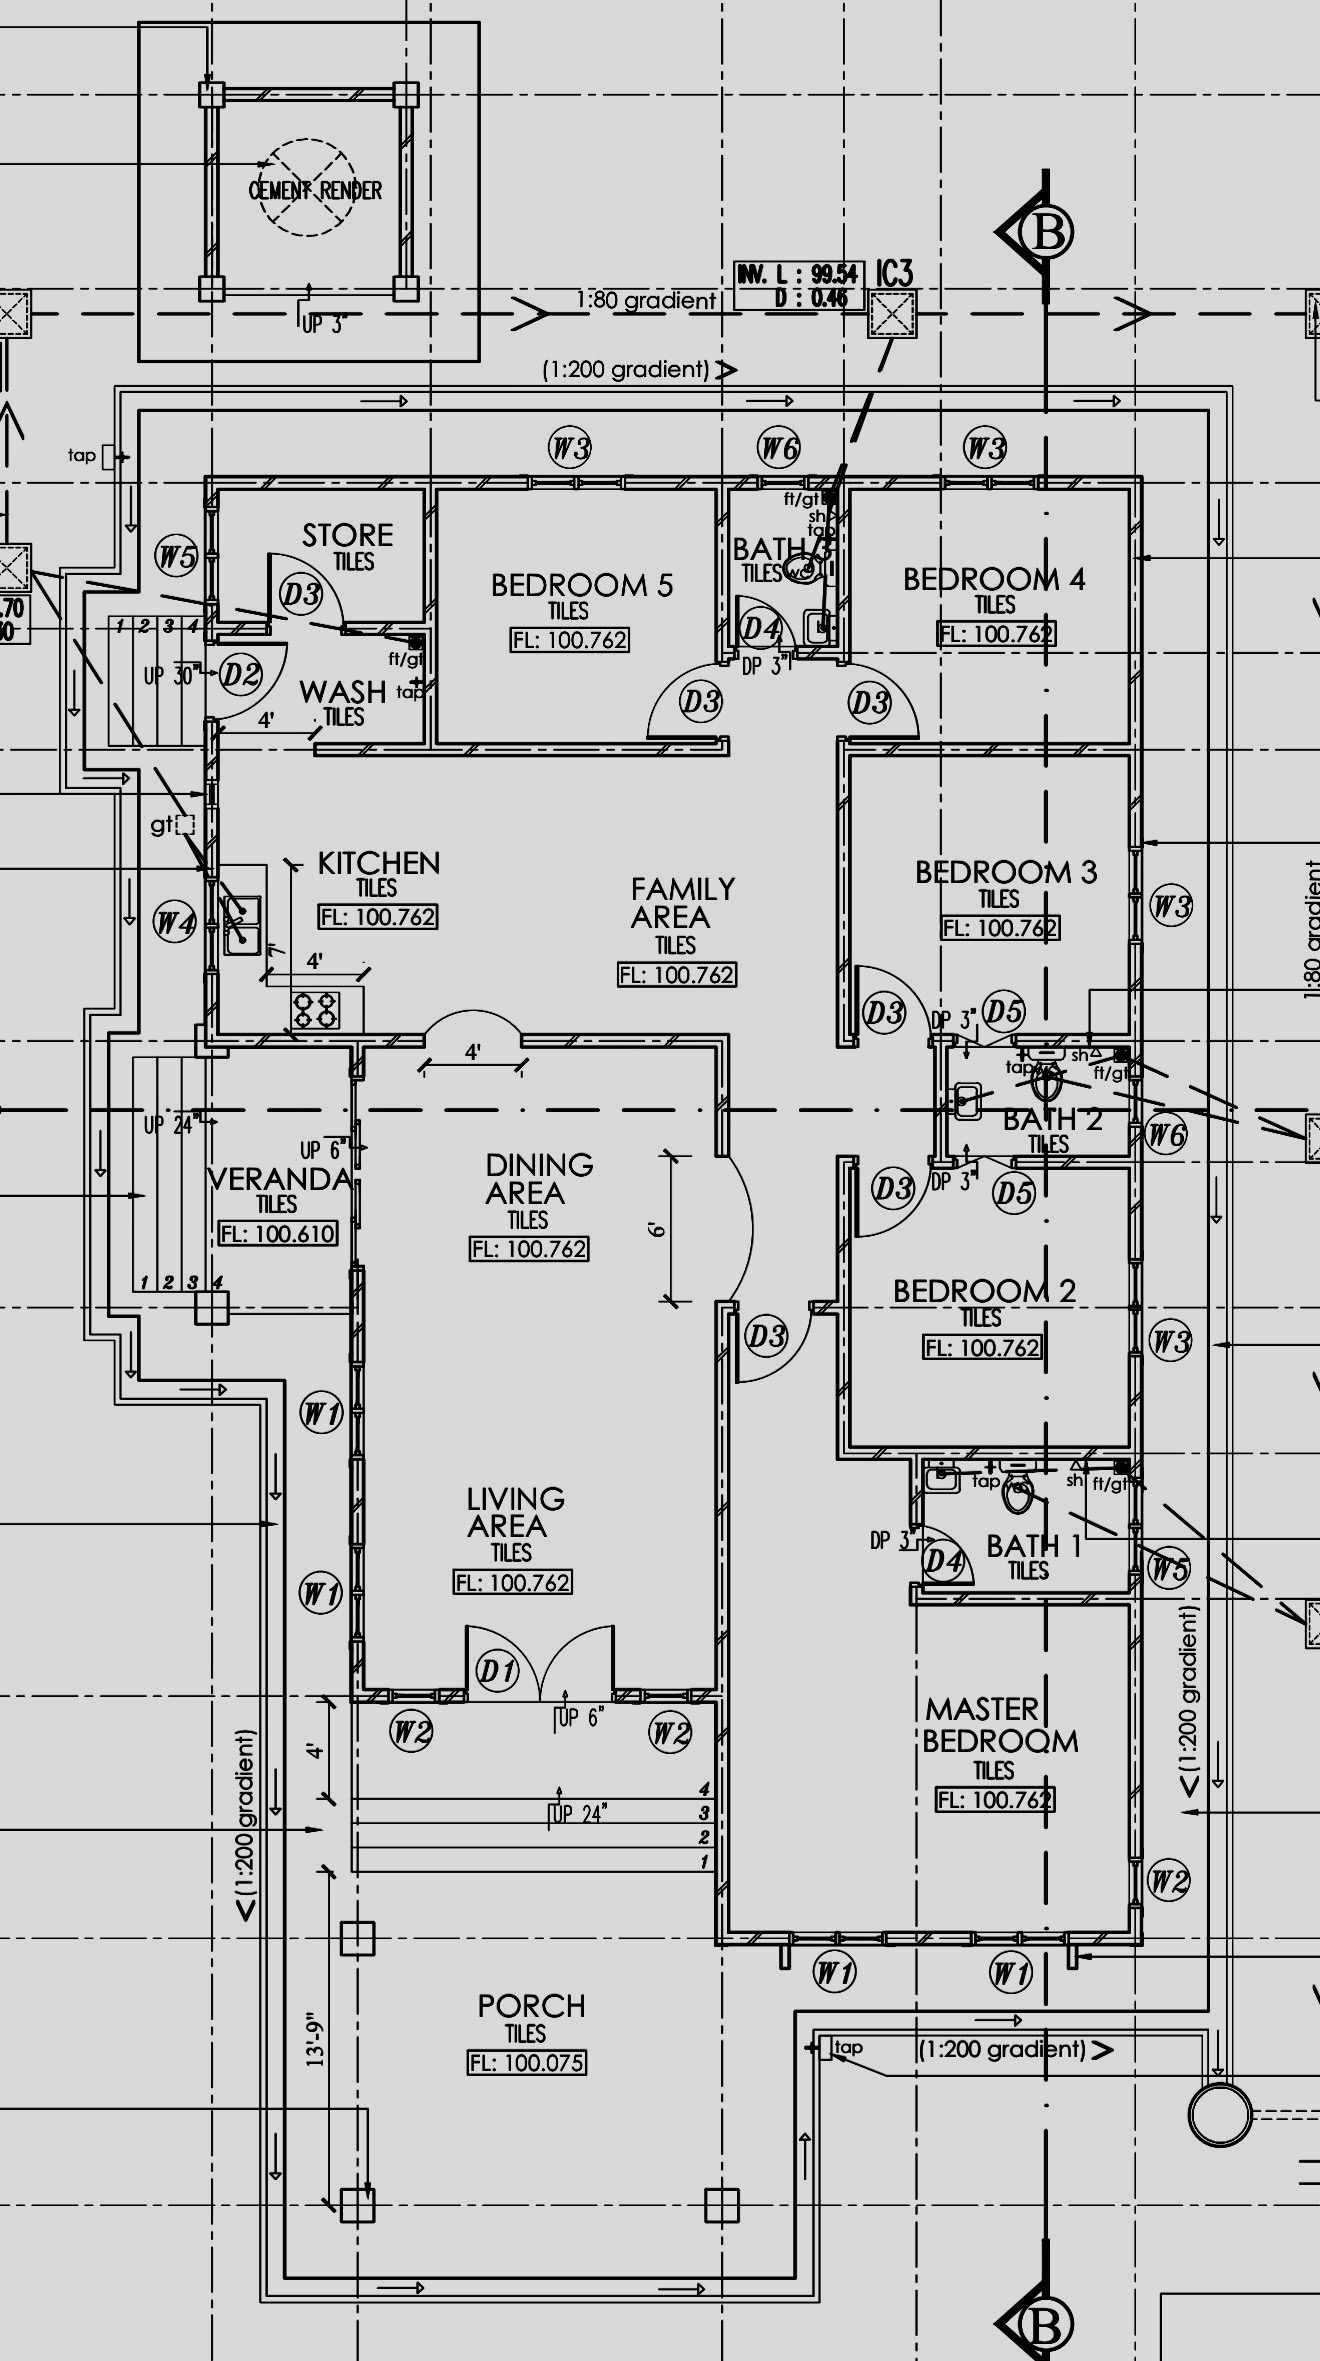 CEMENT RENDER
B
INV. L : 99.54
D : 0.46
IC3
1:80 gradient
UP 3"
(1:200 gradient) >
tap
W3
W6
W3
ft/gt
sh
tap
STORE
TILES
W5
D3
BEDROOM 5
TILES
FL: 100.762
BATH 3
TILES
WC
D4
DP 3"
BEDROOM 4
TILES
FL: 100.762
.70
1 2 3 4
UP 30"
D2
WASH
TILES
ft/gt
tap
4'
D3
D3
gt
KITCHEN
TILES
FL: 100.762
W4
7'
4'
FAMILY
AREA
TILES
FL: 100.762
BEDROOM 3
TILES
FL: 100.762
W3
1:80 gradient
D3
DP 3"
D5
4'
tap
sh
ft/gt
UP 24"
UP 6"
VERANDA
TILES
FL: 100.610
1 2 3 4
DINING
AREA
TILES
FL: 100.762
6'
BATH 2
TILES
W6
D3
DP 3"
D5
BEDROOM 2
TILES
FL: 100.762
W3
D3
W1
LIVING
AREA
TILES
FL: 100.762
W1
tap
sh
ft/gt
DP 3"
D4
BATH 1
TILES
W5
D1
UP 6"
W2
W2
4'
4
UP 24"
3
2
1
< (1:200 gradient)
MASTER
BEDROOM
TILES
FL: 100.762
< (1:200 gradient)
W2
W1
W1
13'-9"
PORCH
TILES
FL: 100.075
tap
(1:200 gradient) >
B